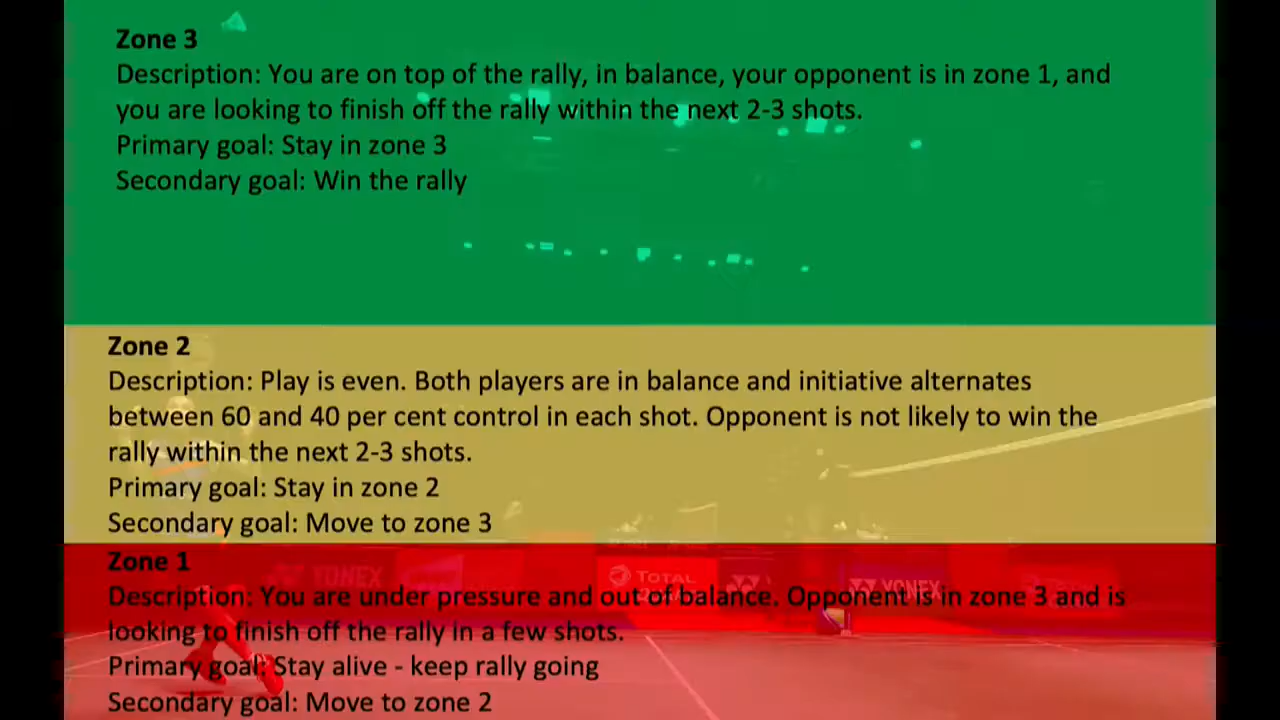 Zone 3
Description: You are on top of the rally, in balance, your opponent is in zone 1, and
you are looking to finish off the rally within the next 2-3 shots.
Primary goal: Stay in zone 3
Secondary goal: Win the rally
Zone 2
Description: Play is even. Both players are in balance and initiative alternates
between 60 and 40 per cent control in each shot. Opponent is not likely to win the
rally within the next 2-3 shots.
Primary goal: Stay in zone 2
Secondary goal: Move to zone 3
Zone 1
YONEX
TOTAL
YONEX
Description: You are under pressure and out of balance. Opponent is in zone 3 and is
looking to finish off the rally in a few shots.
Primary goal: Stay alive - keep rally going
Secondary goal: Move to zone 2